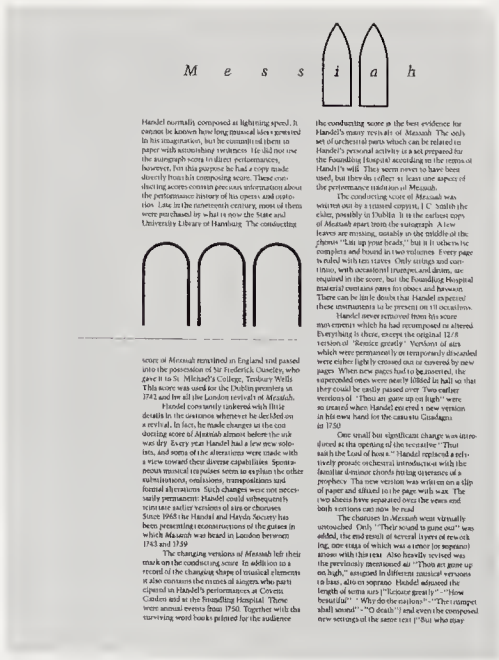 Messiah
Handel normally composed at lightning speed. It
cannot be known how long musical ideas gestated
in his imagination, but he committed them to
paper with astonishing swiftness. He did not use
the autograph score to direct performances,
however. For this purpose he had a copy made
directly from his composing score. These con-
ducting scores contain precious information about
the performance history of his operas and orato-
rios. Late in the nineteenth century, most of them
were purchased by what is now the State and
University Library of Hamburg. The conducting
score of Messiah remained in England and passed
into the possession of Sir Frederick Ouseley, who
gave it to St. Michael's College, Tenbury Wells.
This score was used for the Dublin premiere in
1742 and for all the London revivals of Messiah.
Handel constantly tinkered with little
details in the oratorios whenever he decided on
a revival. In fact, he made changes in the con-
ducting score of Messiah almost before the ink
was dry. Every year Handel had a few new solo-
ists, and some of the alterations were made with
a view toward their diverse capabilities. Sponta-
neous musical impulses seem to explain the other
substitutions, omissions, transpositions and
formal alterations. Such changes were not neces-
sarily permanent: Handel could subsequently
reinstate earlier versions of airs or choruses.
Since 1968 the Handel and Haydn Society has
been presenting reconstructions of the guises in
which Messiah was heard in London between
1743 and 1759.
The changing versions of Messiah left their
mark on the conducting score. In addition to a
record of the changing shape of musical elements
it also contains the names of singers who parti-
cipated in Handel's performances at Covent
Garden and at the Foundling Hospital. These
were annual events from 1750. Together with the
surviving word books printed for the audience
the conducting score is the best evidence for
Handel's many revivals of Messiah. The only
set of orchestral parts which can be related to
Handel's personal activity is a set prepared for
the Foundling Hospital according to the terms of
Handel's will. They seem never to have been
used, but they do reflect at least one aspect of
the performance tradition of Messiah.
The conducting score of Messiah was
written out by a trusted copyist, J. C. Smith the
elder, possibly in Dublin. It is the earliest copy
of Messiah apart from the autograph. A few
leaves are missing, notably in the middle of the
chorus "Lift up your heads," but it is otherwise
complete and bound in two volumes. Every page
is ruled with ten staves. Only strings and con-
tinuo, with occasional trumpet and drum, are
required in the score, but the Foundling Hospital
material contains parts for oboes and bassoon.
There can be little doubt that Handel expected
these instruments to be present on all occasions.
Handel never removed from his score
movements which he had recomposed or altered.
Everything is there, except the original 12/8
version of "Rejoice greatly." Versions of airs
which were permanently or temporarily discarded
were either lightly crossed out or covered by new
pages. When new pages had to be inserted, the
superceded ones were neatly folded in half so that
they could be easily passed over. Two earlier
versions of "Thou art gone up on high" were
so treated when Handel entered a new version
in his own hand for the castrato Guadagni
in 1750.
One small but significant change was intro-
duced at the opening of the recitative "Thus
saith the Lord of hosts." Handel replaced a rela-
tively prosaic orchestral introduction with the
familiar d-minor chords hurling utterance of a
prophecy. The new version was written on a slip
of paper and affixed to the page with wax. The
two sheets have separated over the years and
both versions can now be read.
The choruses in Messiah went virtually
untouched. Only "Their sound is gone out" was
added, the end result of several layers of rework-
ing, one stage of which was a tenor (or soprano)
arioso with this text. Also heavily revised was
the previously mentioned air "Thou art gone up
on high," assigned in different musical versions
to bass, alto or soprano. Handel adjusted the
length of some airs ("Rejoice greatly"-"How
beautiful"-"Why do the nations"-"The trumpet
shall sound"-"O death") and even the composed
new settings of the same text ("But who may